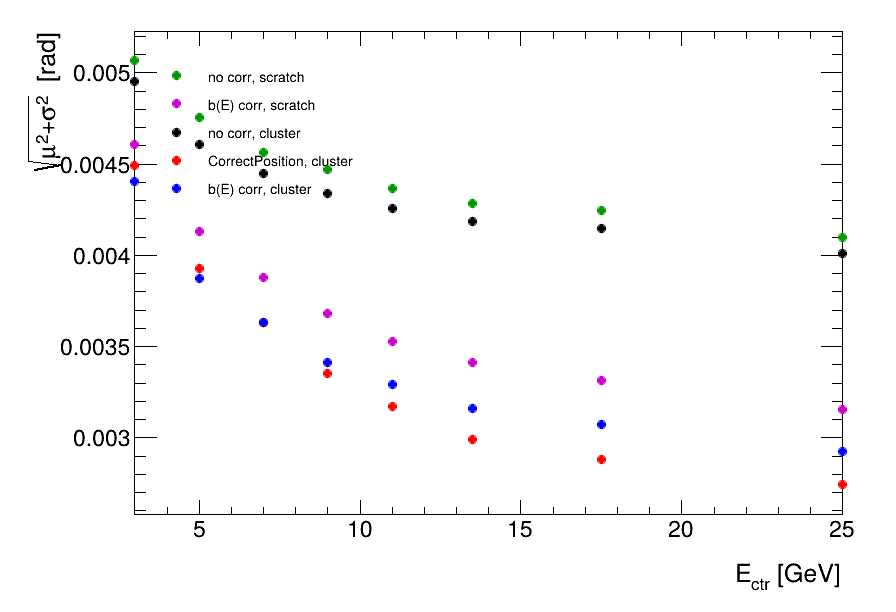 √μ²+σ² [rad]
0.005
0.0045
0.004
0.0035
0.003
no corr, scratch
b(E) corr, scratch
no corr, cluster
CorrectPosition, cluster
b(E) corr, cluster
5
10
15
20
25
E_ctr [GeV]